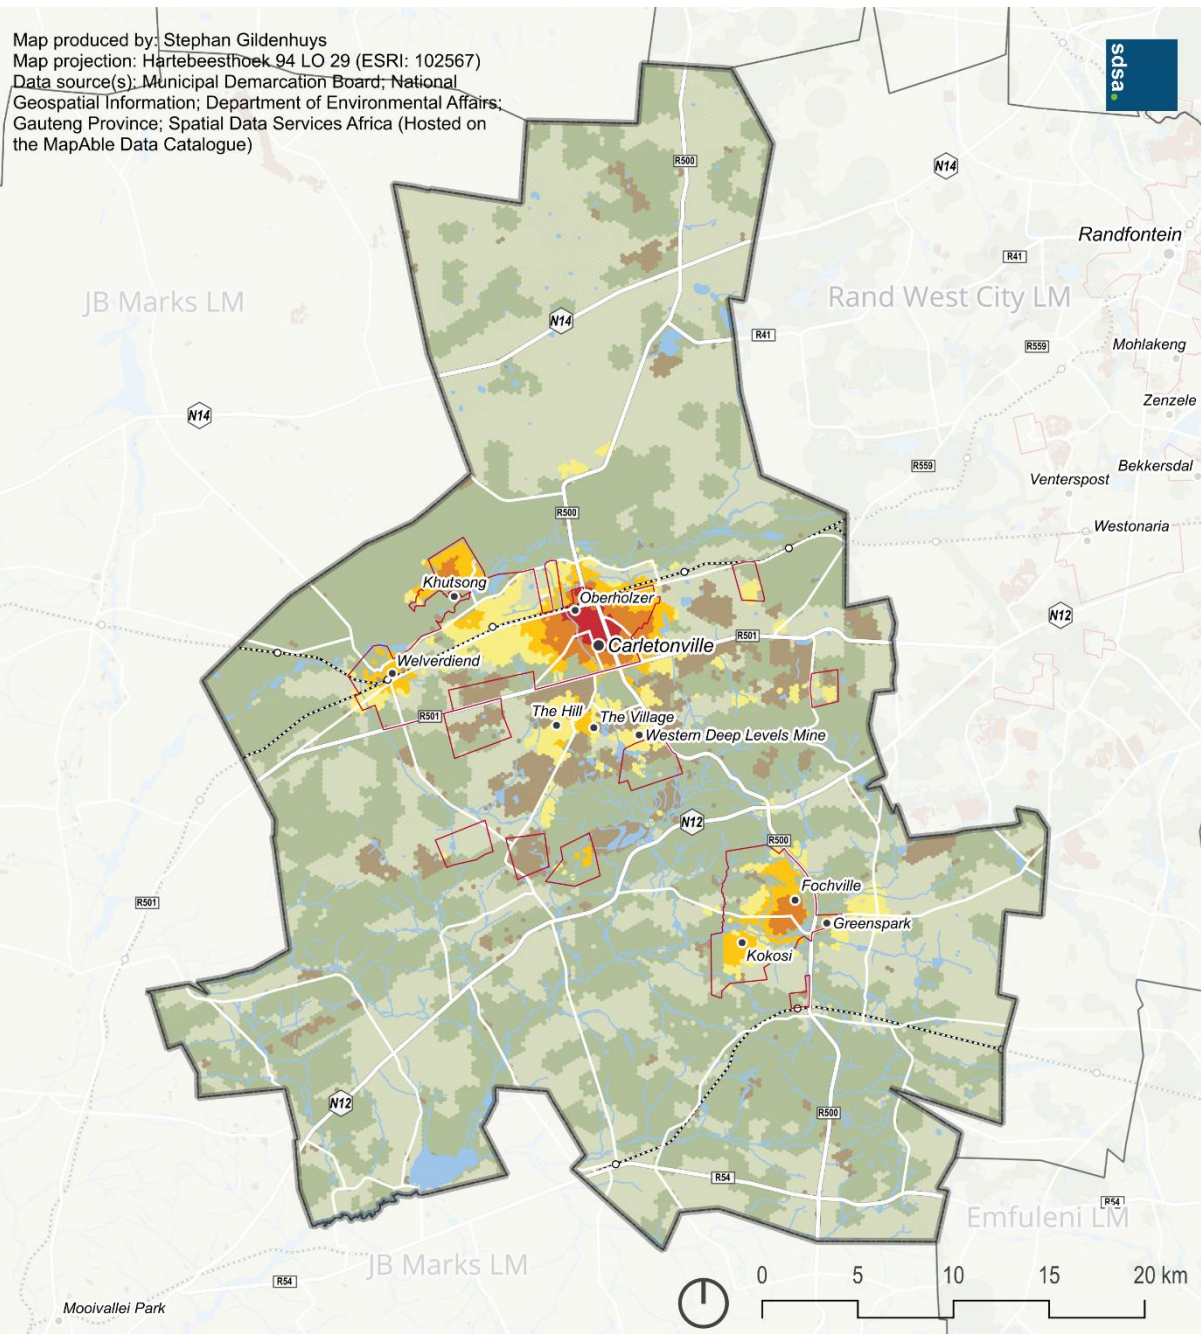 Map produced by: Stephan Gildenhuys
Map projection: Hartebeesthoek 94 LO 29 (ESRI: 102567)
Data source(s): Municipal Demarcation Board; National
Geospatial Information; Department of Environmental Affairs;
Gauteng Province; Spatial Data Services Africa (Hosted on
the MapAble Data Catalogue)
sdsa.
R500
N14
Randfontein
R41
JB Marks LM
Rand West City LM
N14
R41
R559
Mohlakeng
N14
Zenzele
R559
Bekkersdal
Venterspost
R500
Westonaria
Khutsong
Oberholzer
N12
R501
Carletonville
Welverdiend
The Hill
The Village
R501
Western Deep Levels Mine
N12
R500
Fochville
R501
Greenspark
Kokosi
N12
R500
R54
R54
Emfuleni LM
JB Marks LM
R54
0 5 10 15 20 km
Mooivallei Park